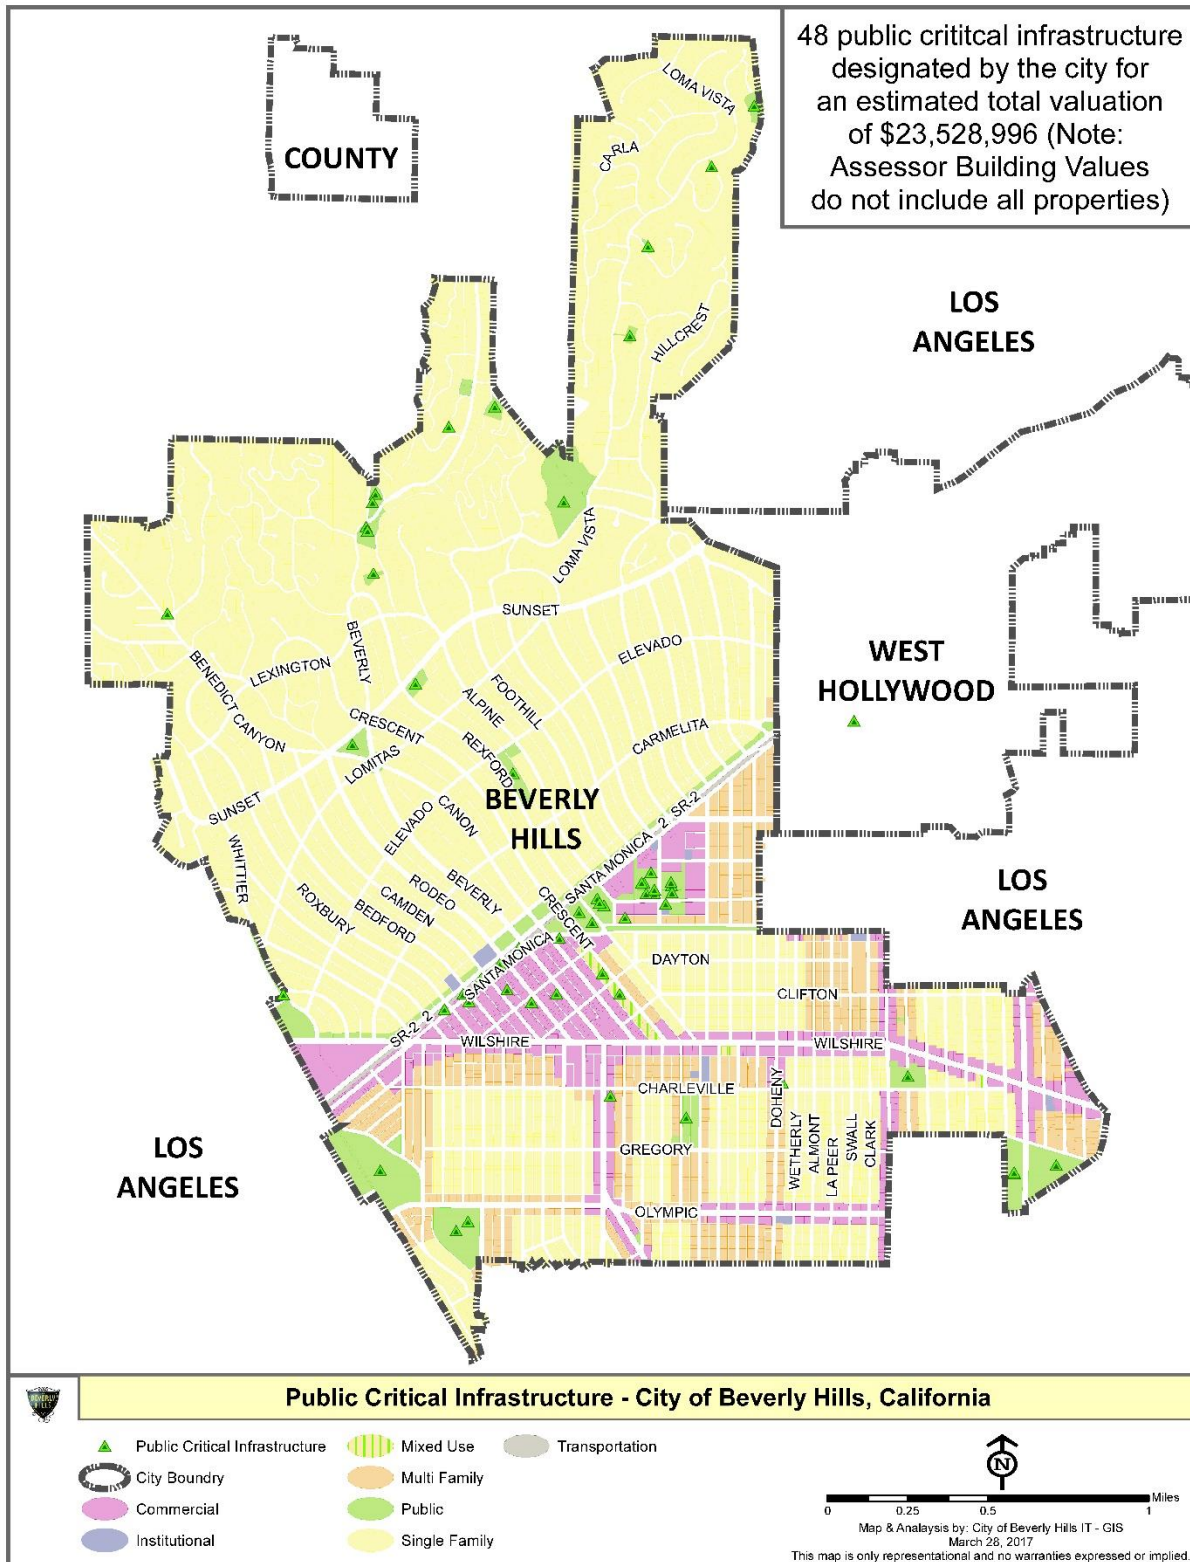 48 public crititcal infrastructure
designated by the city for
an estimated total valuation
of $23,528,996 (Note:
Assessor Building Values
do not include all properties)
COUNTY
LOMA VISTA
CARLA
HILLCREST
LOS
ANGELES
LOMA VISTA
SUNSET
ELEVADO
BEVERLY
LEXINGTON
BENEDICT CANYON
FOOTHILL
ALPINE
WEST
HOLLYWOOD
CRESCENT
REXFORD
CARMELITA
LOMITAS
SUNSET
BEVERLY
HILLS
CANON
ELEVADO
WHITTIER
SANTA MONICA
2
SR-2
BEVERLY
RODEO
CAMDEN
BEDFORD
ROXBURY
CRESCENT
LOS
ANGELES
SANTA MONICA
DAYTON
CLIFTON
SR-2
2
WILSHIRE
WILSHIRE
CHARLEVILLE
DOHENY
WETHERLY
ALMONT
LA PEER
SWALL
CLARK
GREGORY
LOS
ANGELES
OLYMPIC
BEVERLY
HILLS
Public Critical Infrastructure - City of Beverly Hills, California
Public Critical Infrastructure
Mixed Use
Transportation
City Boundry
Multi Family
Commercial
Public
Institutional
Single Family
N
0 0.25 0.5 1 Miles
Map & Analaysis by: City of Beverly Hills IT - GIS
March 28, 2017
This map is only representational and no warranties expressed or implied